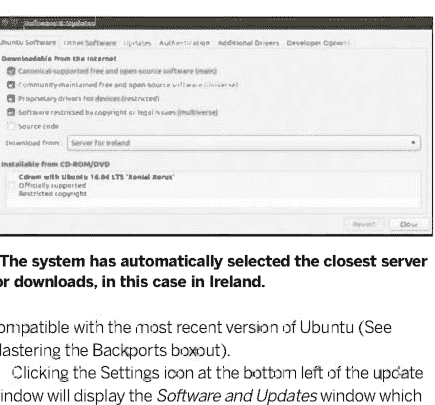 Software & Updates
Ubuntu Software Other Software Updates Authentication Additional Drivers Developer Options
Downloadable from the Internet
Canonical-supported free and open-source software (main)
Community-maintained free and open-source software (universe)
Proprietary drivers for devices (restricted)
Software restricted by copyright or legal issues (multiverse)
Source code
Download from: Server for Ireland
Installable from CD-ROM/DVD
Cdrom with Ubuntu 16.04 LTS 'Xenial Xerus'
Officially supported
Restricted copyright
Revert Close
The system has automatically selected the closest server
or downloads, in this case in Ireland.
ompatible with the most recent version of Ubuntu (See
lastering the Backports boxout).
Clicking the Settings icon at the bottom left of the update
indow will display the Software and Updates window which